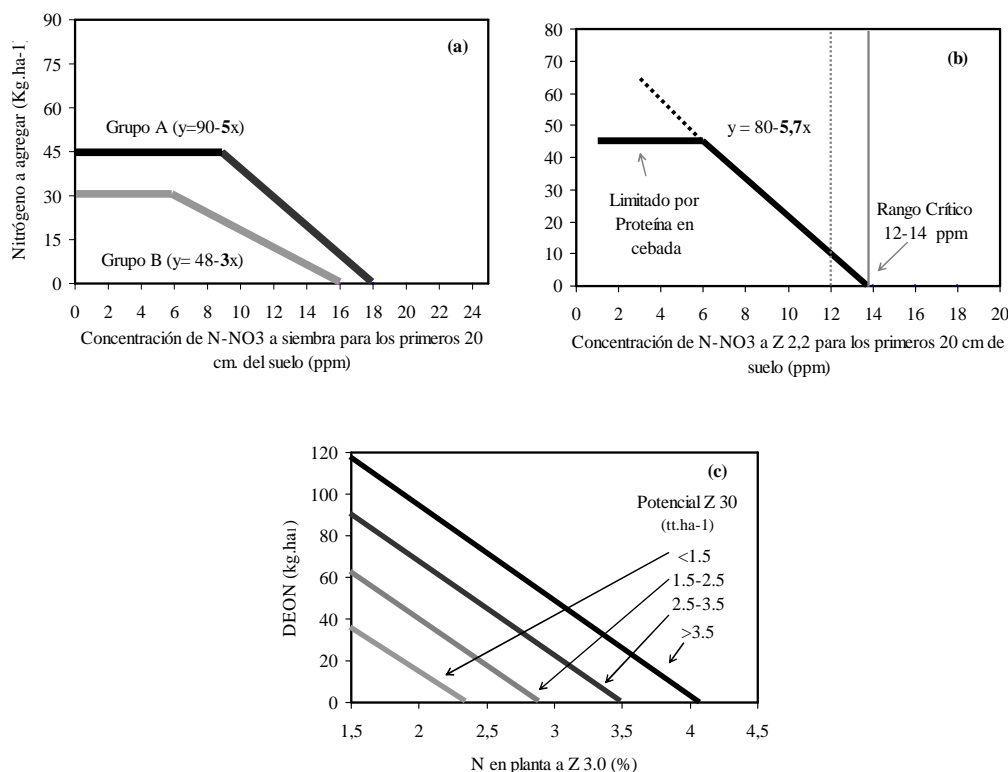 Nitrógeno a agregar (Kg.ha-1)
90
75
60
45
30
15
0
(a)
Grupo A (y=90-5x)
Grupo B (y= 48-3x)
0 2 4 6 8 10 12 14 16 18 20 22 24
Concentración de N-NO3 a siembra para los primeros 20
cm. del suelo (ppm)
80
70
60
50
40
30
20
10
0
(b)
y = 80-5,7x
Limitado por
Proteína en
cebada
Rango Crítico
12-14 ppm
0 2 4 6 8 10 12 14 16 18 20
Concentración de N-NO3 a Z 2,2 para los primeros 20 cm de
suelo (ppm)
DEON (kg.ha1)
120
100
80
60
40
20
0
(c)
Potencial Z 30
(tt.ha-1)
<1.5
1.5-2.5
2.5-3.5
>3.5
1,5 2 2,5 3 3,5 4 4,5
N en planta a Z 3.0 (%)